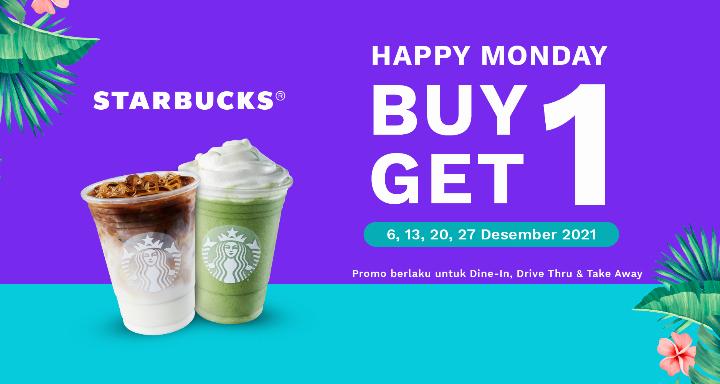 HAPPY MONDAY
STARBUCKS®
BUY 1
GET
6, 13, 20, 27 Desember 2021
Promo berlaku untuk Dine-In, Drive Thru & Take Away